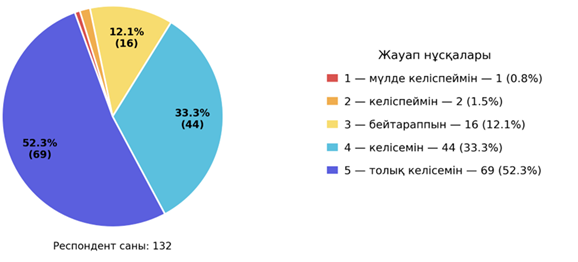 12.1%
(16)
33.3%
(44)
52.3%
(69)
Респондент саны: 132
Жауап нұсқалары
1 — мүлде келіспеймін — 1 (0.8%)
2 — келіспеймін — 2 (1.5%)
3 — бейтараппын — 16 (12.1%)
4 — келісемін — 44 (33.3%)
5 — толық келісемін — 69 (52.3%)